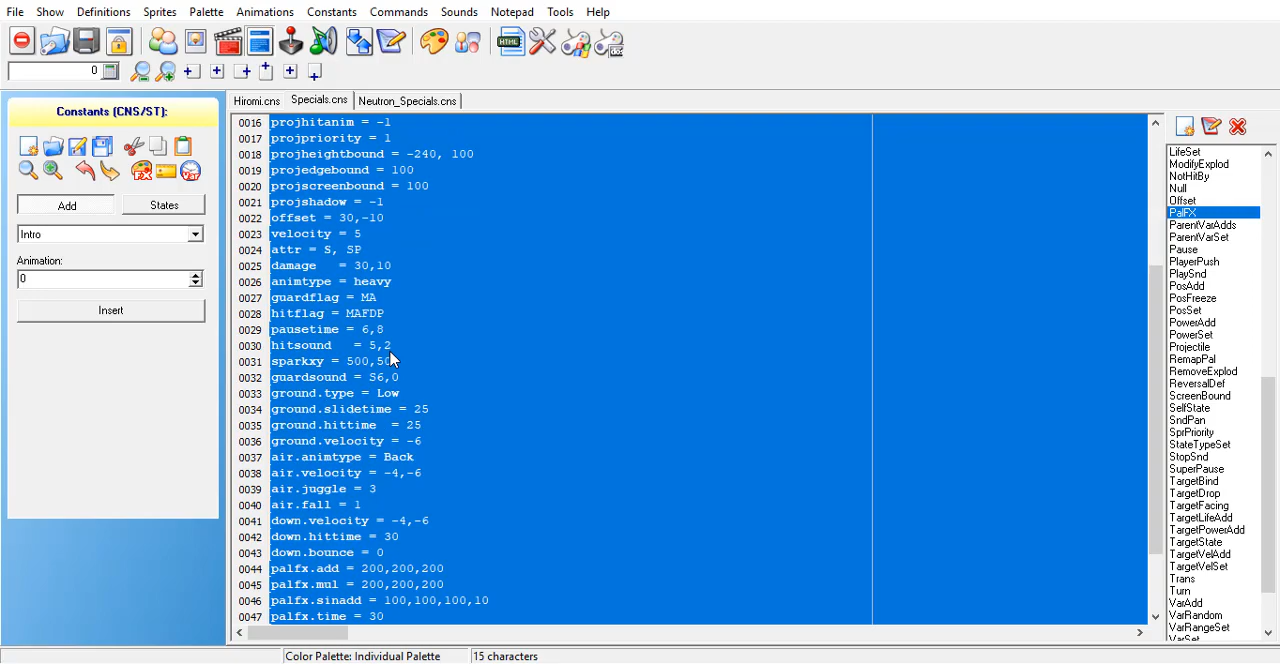 File Show Definitions Sprites Palette Animations Constants Commands Sounds Notepad Tools Help
HTML
0
Constants (CNS/ST):
Add States
Intro
Animation:
0
Insert
Hiromi.cns Specials.cns Neutron_Specials.cns
0016 projhitanim = -1
0017 projpriority = 1
0018 projheightbound = -240, 100
0019 projedgebound = 100
0020 projscreenbound = 100
0021 projshadow = -1
0022 offset = 30,-10
0023 velocity = 5
0024 attr = S, SP
0025 damage = 30,10
0026 animtype = heavy
0027 guardflag = MA
0028 hitflag = MAFDP
0029 pausetime = 6,8
0030 hitsound = 5,2
0031 sparkxy = 500,50
0032 guardsound = S6,0
0033 ground.type = Low
0034 ground.slidetime = 25
0035 ground.hittime = 25
0036 ground.velocity = -6
0037 air.animtype = Back
0038 air.velocity = -4,-6
0039 air.juggle = 3
0040 air.fall = 1
0041 down.velocity = -4,-6
0042 down.hittime = 30
0043 down.bounce = 0
0044 palfx.add = 200,200,200
0045 palfx.mul = 200,200,200
0046 palfx.sinadd = 100,100,100,10
0047 palfx.time = 30
LifeSet
ModifyExplod
NotHitBy
Null
Offset
PalFX
ParentVarAdds
ParentVarSet
Pause
PlayerPush
PlaySnd
PosAdd
PosFreeze
PosSet
PowerAdd
PowerSet
Projectile
RemapPal
RemoveExplod
ReversalDef
ScreenBound
SelfState
SndPan
SprPriority
StateTypeSet
StopSnd
SuperPause
TargetBind
TargetDrop
TargetFacing
TargetLifeAdd
TargetPowerAdd
TargetState
TargetVelAdd
TargetVelSet
Trans
Turn
VarAdd
VarRandom
VarRangeSet
VarSet
Color Palette: Individual Palette 15 characters